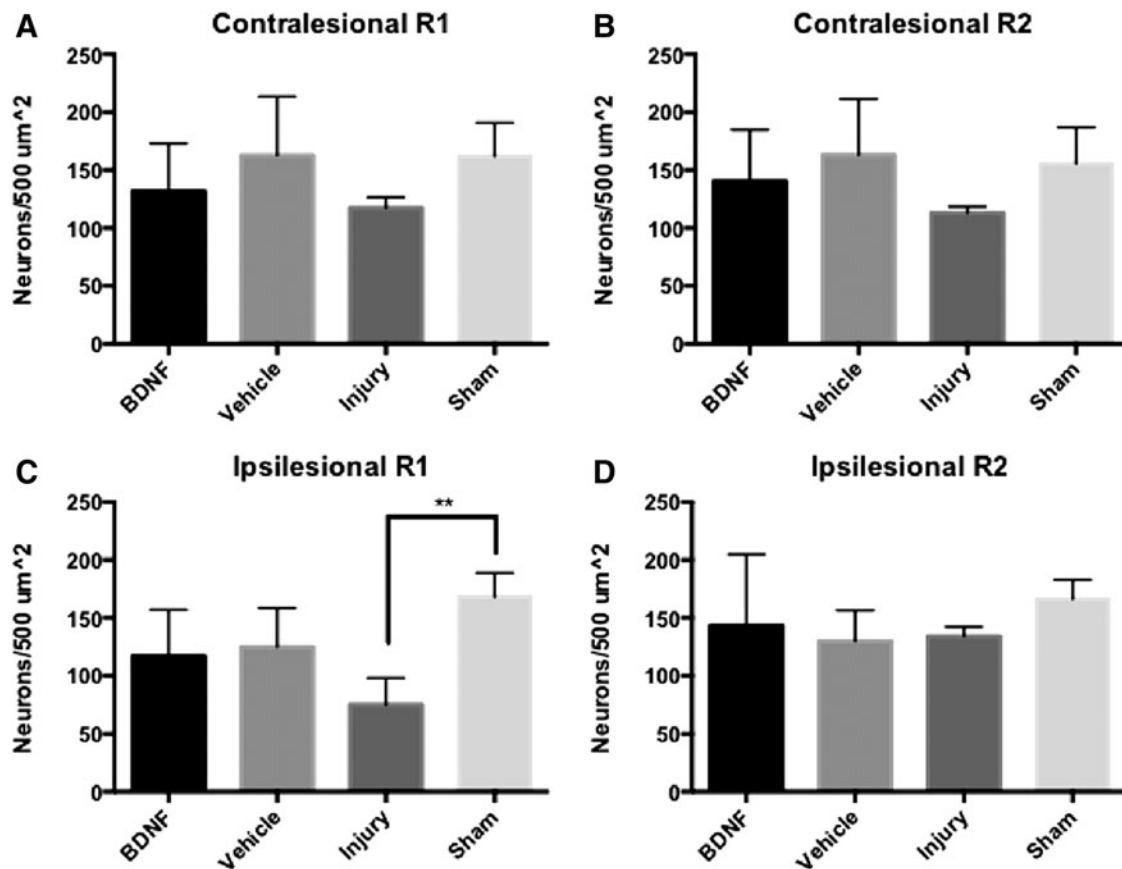 A
Contralesional R1
Neurons/500 um^2
250
200
150
100
50
0
BDNF
Vehicle
Injury
Sham
B
Contralesional R2
Neurons/500 um^2
250
200
150
100
50
0
BDNF
Vehicle
Injury
Sham
C
Ipsilesional R1
Neurons/500 um^2
250
200
150
100
50
0
**
BDNF
Vehicle
Injury
Sham
D
Ipsilesional R2
Neurons/500 um^2
250
200
150
100
50
0
BDNF
Vehicle
Injury
Sham